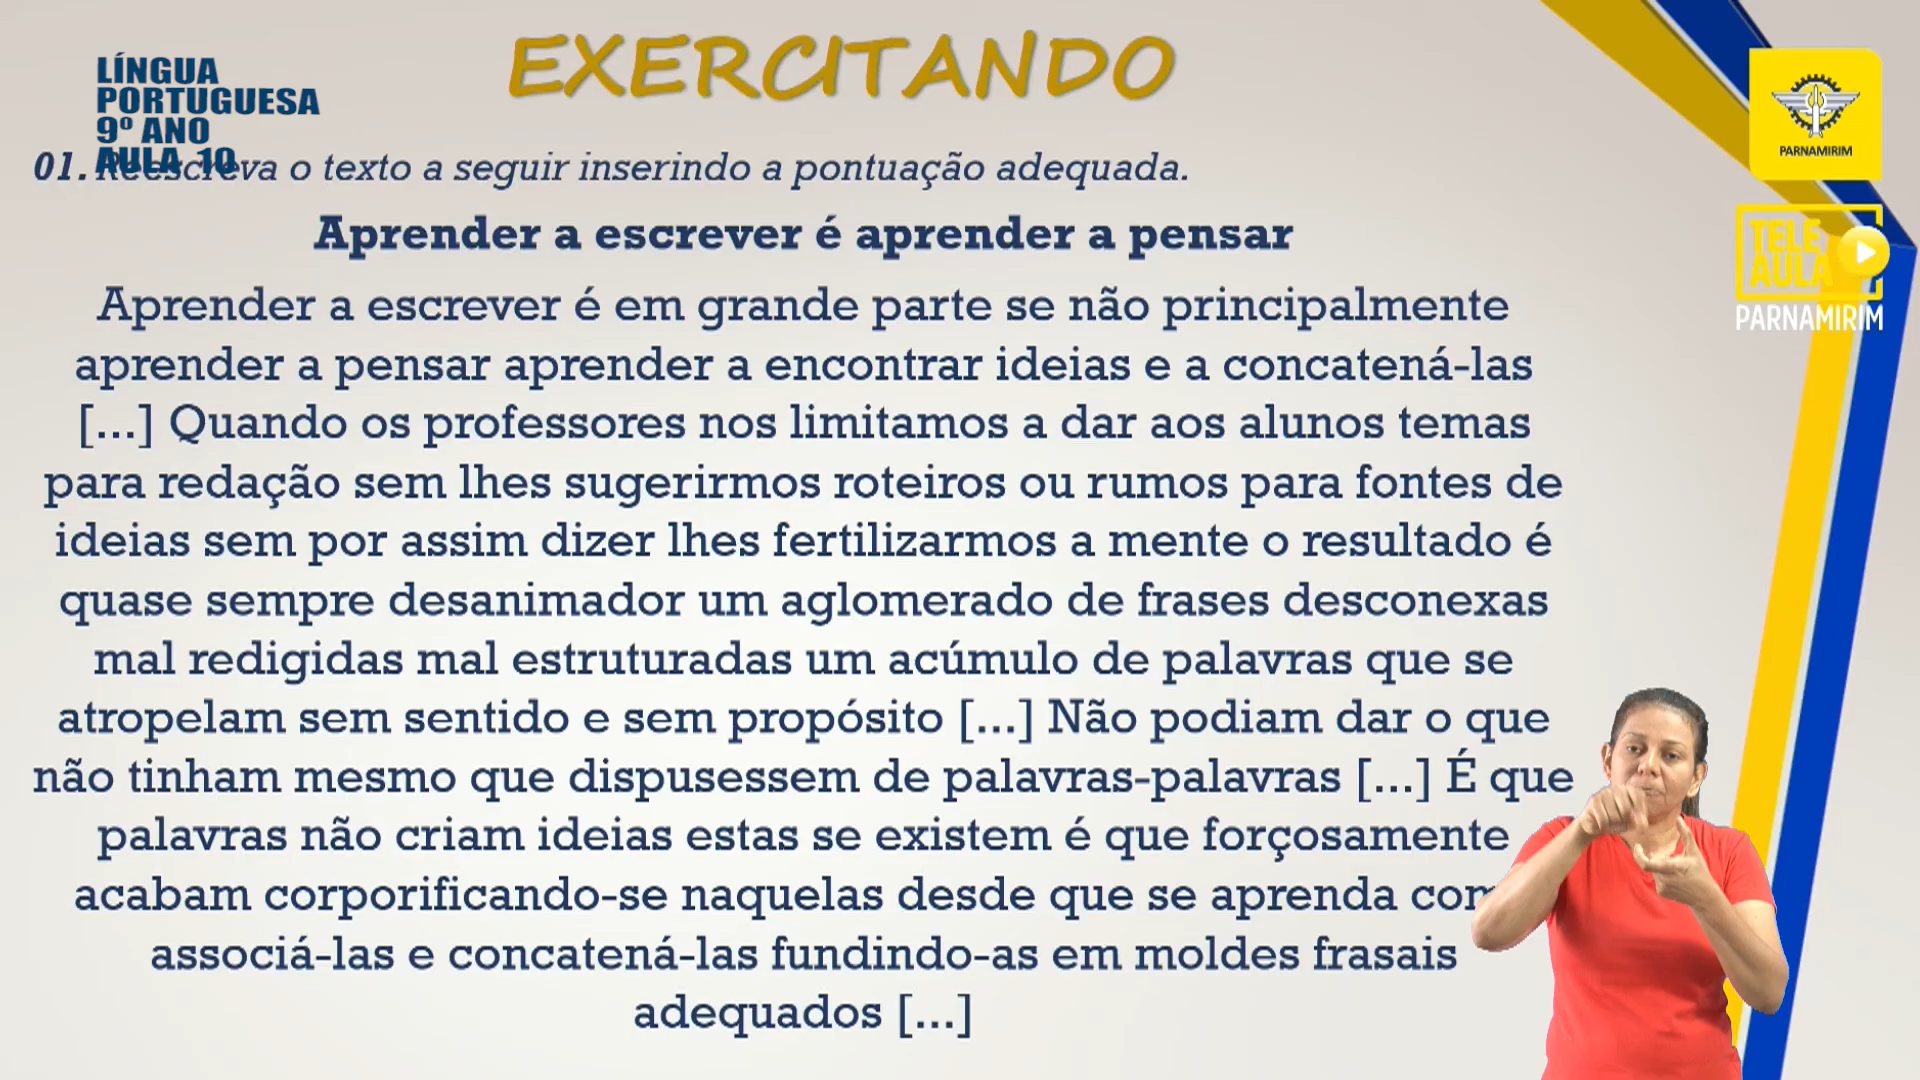 EXERCITANDO
LÍNGUA
PORTUGUESA
9º ANO
AULA 10
01. Reescreva o texto a seguir inserindo a pontuação adequada.
Aprender a escrever é aprender a pensar
Aprender a escrever é em grande parte se não principalmente
aprender a pensar aprender a encontrar ideias e a concatená-las
[...] Quando os professores nos limitamos a dar aos alunos temas
para redação sem lhes sugerirmos roteiros ou rumos para fontes de
ideias sem por assim dizer lhes fertilizarmos a mente o resultado é
quase sempre desanimador um aglomerado de frases desconexas
mal redigidas mal estruturadas um acúmulo de palavras que se
atropelam sem sentido e sem propósito [...] Não podiam dar o que
não tinham mesmo que dispusessem de palavras-palavras [...] É que
palavras não criam ideias estas se existem é que forçosamente
acabam corporificando-se naquelas desde que se aprenda
associá-las e concatená-las fundindo-as em moldes frasais
adequados [...]
PARNAMIRIM
TELE
AULA
PARNAMIRIM